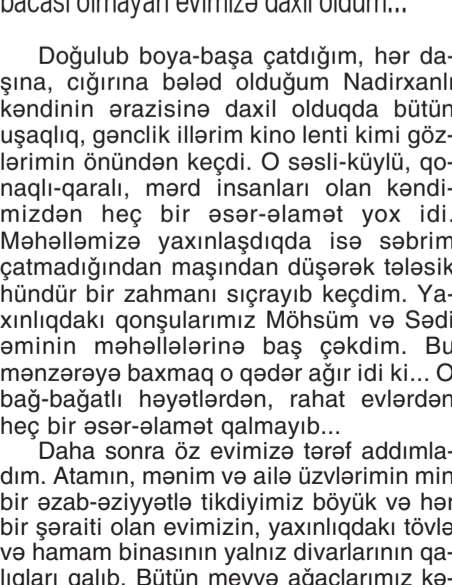 bacası olmayan evimizə daxil oldum...
Doğulub boya-başa çatdığım, hər da-
şına, cığırına bələd olduğum Nadirxanlı
kəndinin ərazisinə daxil olduqda bütün
uşaqlıq, gənclik illərim kino lenti kimi göz-
lərimin önündən keçdi. O səsli-küylü, qo-
naqlı-qaralı, mərd insanları olan kəndi-
mizdən heç bir əsər-əlamət yox idi.
Məhəlləmizə yaxınlaşdıqda isə səbrim
çatmadığından maşından düşərək tələsik
hündür bir zahmanı sıçrayıb keçdim. Ya-
xınlıqdakı qonşularımız Möhsüm və Sədi
əminin məhəllələrinə baş çəkdim. Bu
mənzərəyə baxmaq o qədər ağır idi ki... O
bağ-bağatlı həyətlərdən, rahat evlərdən
heç bir əsər-əlamət qalmayıb...
Daha sonra öz evimizə tərəf addımla-
dım. Atamın, mənim və ailə üzvlərimin min
bir əzab-əziyyətlə tikdiyimiz böyük və hər
bir şəraiti olan evimizin, yaxınlıqdakı tövlə
və hamam binasının yalnız divarlarının qa-
lıqları qalıb. Bütün meyvə ağaclarımız kə-